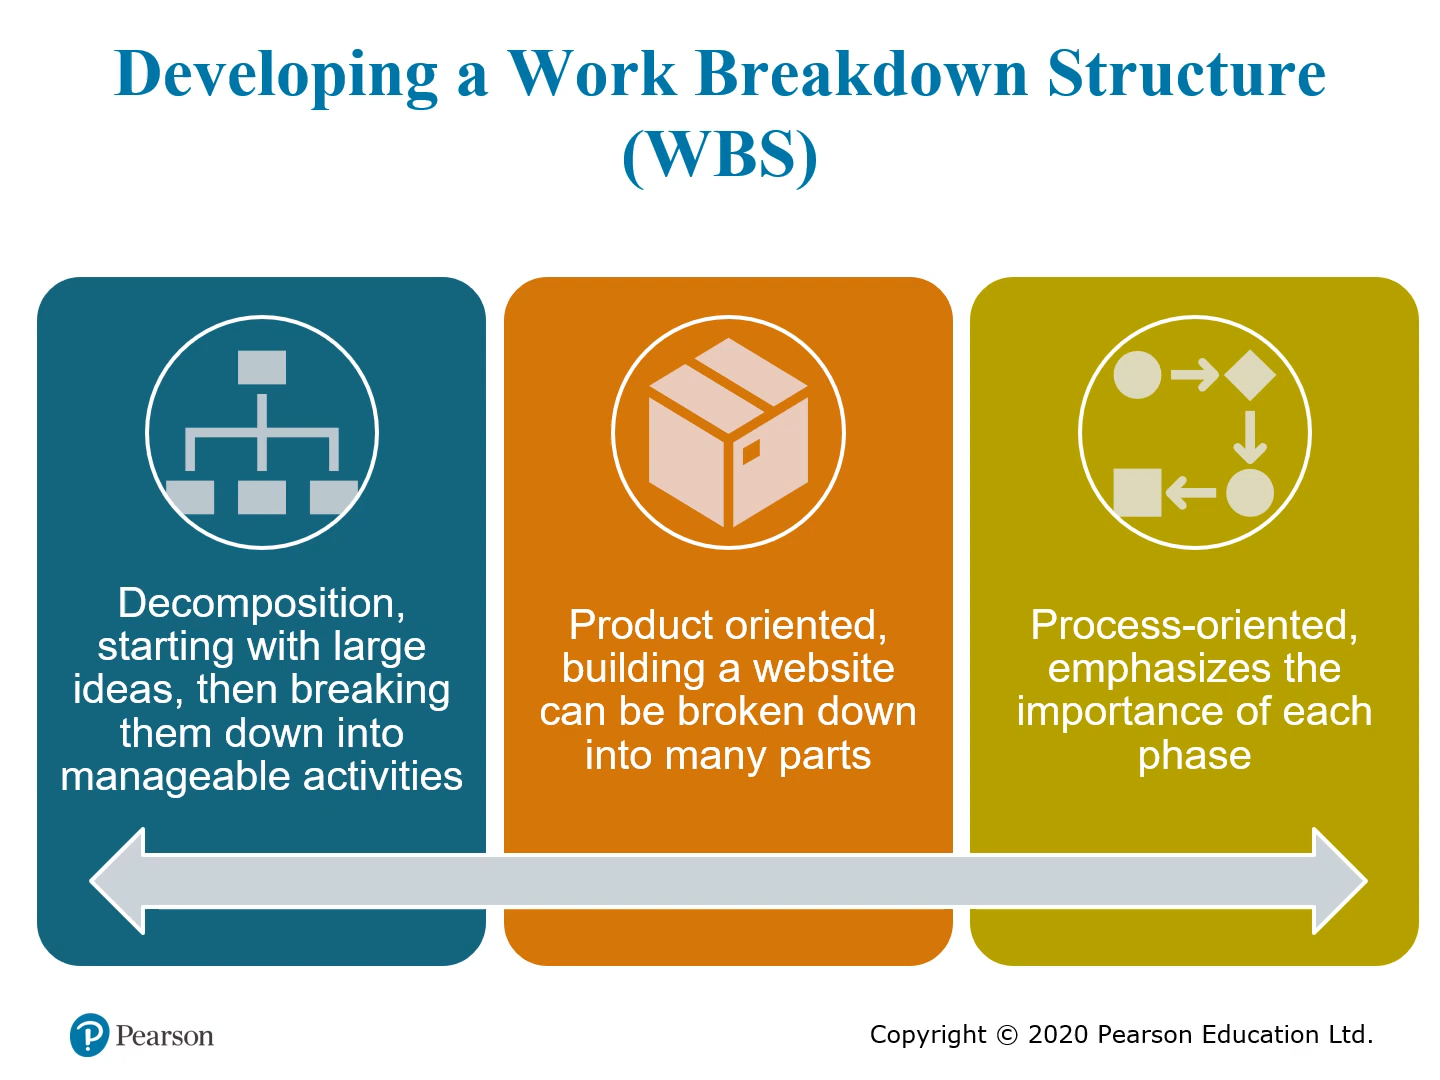 Developing a Work Breakdown Structure
(WBS)
Decomposition,
starting with large
ideas, then breaking
them down into
manageable activities
Product oriented,
building a website
can be broken down
into many parts
Process-oriented,
emphasizes the
importance of each
phase
Pearson
Copyright © 2020 Pearson Education Ltd.